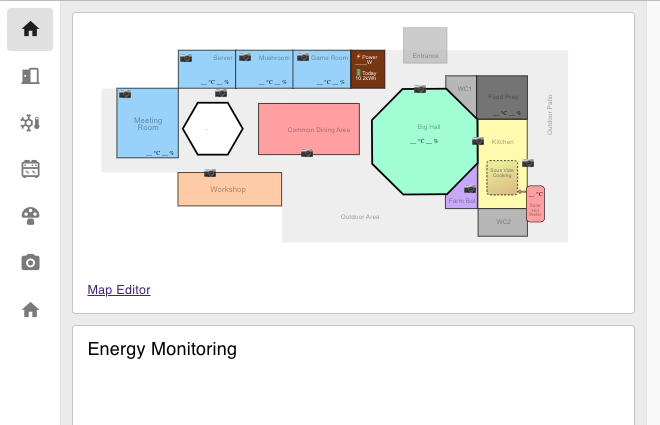 Entrance
Server
Mushroom
Game Room
Power
___W
__ °C __ %
__ °C __ %
__ °C __ %
Today
10.2kWh
WC1
Food Prep
__ °C __ %
Outdoor Patio
Meeting
Room
__ °C __ %
Common Dining Area
Big Hall
__ °C __ %
Kitchen
Sous Vide
Cooking
Workshop
Farm Bot
__ °C
Outdoor Area
WC2
Map Editor
Energy Monitoring